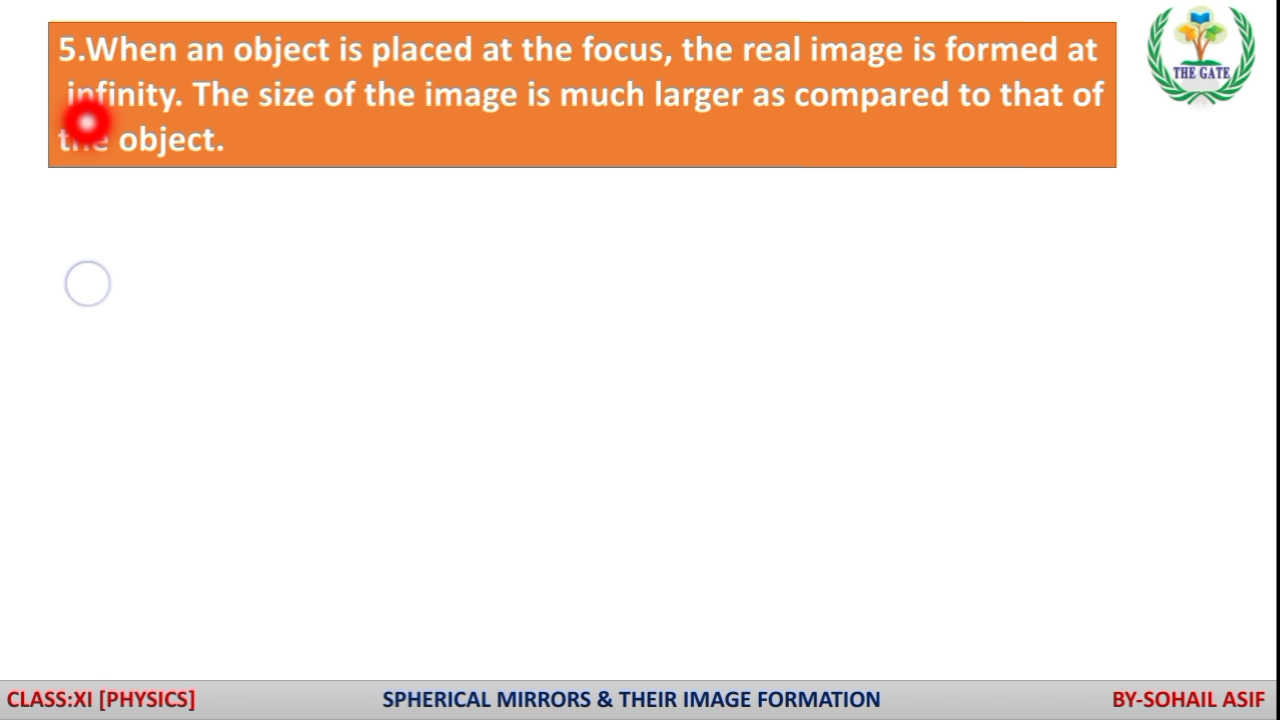 5.When an object is placed at the focus, the real image is formed at
infinity. The size of the image is much larger as compared to that of
the object.
THE GATE
CLASS:XI [PHYSICS]
SPHERICAL MIRRORS & THEIR IMAGE FORMATION
BY-SOHAIL ASIF